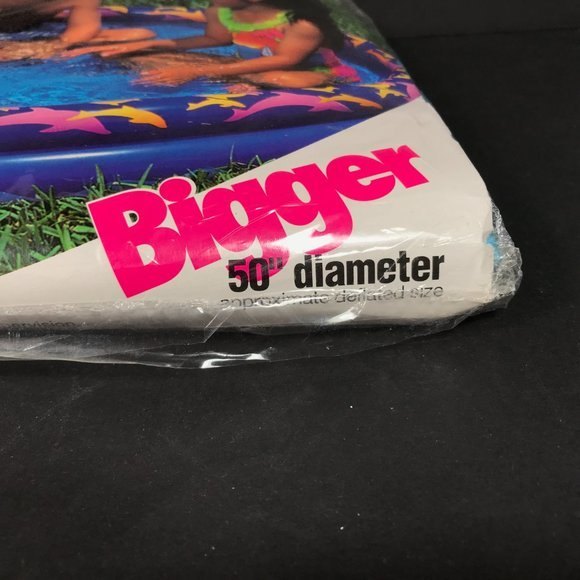 Bigger
50" diameter
approximate deflated size